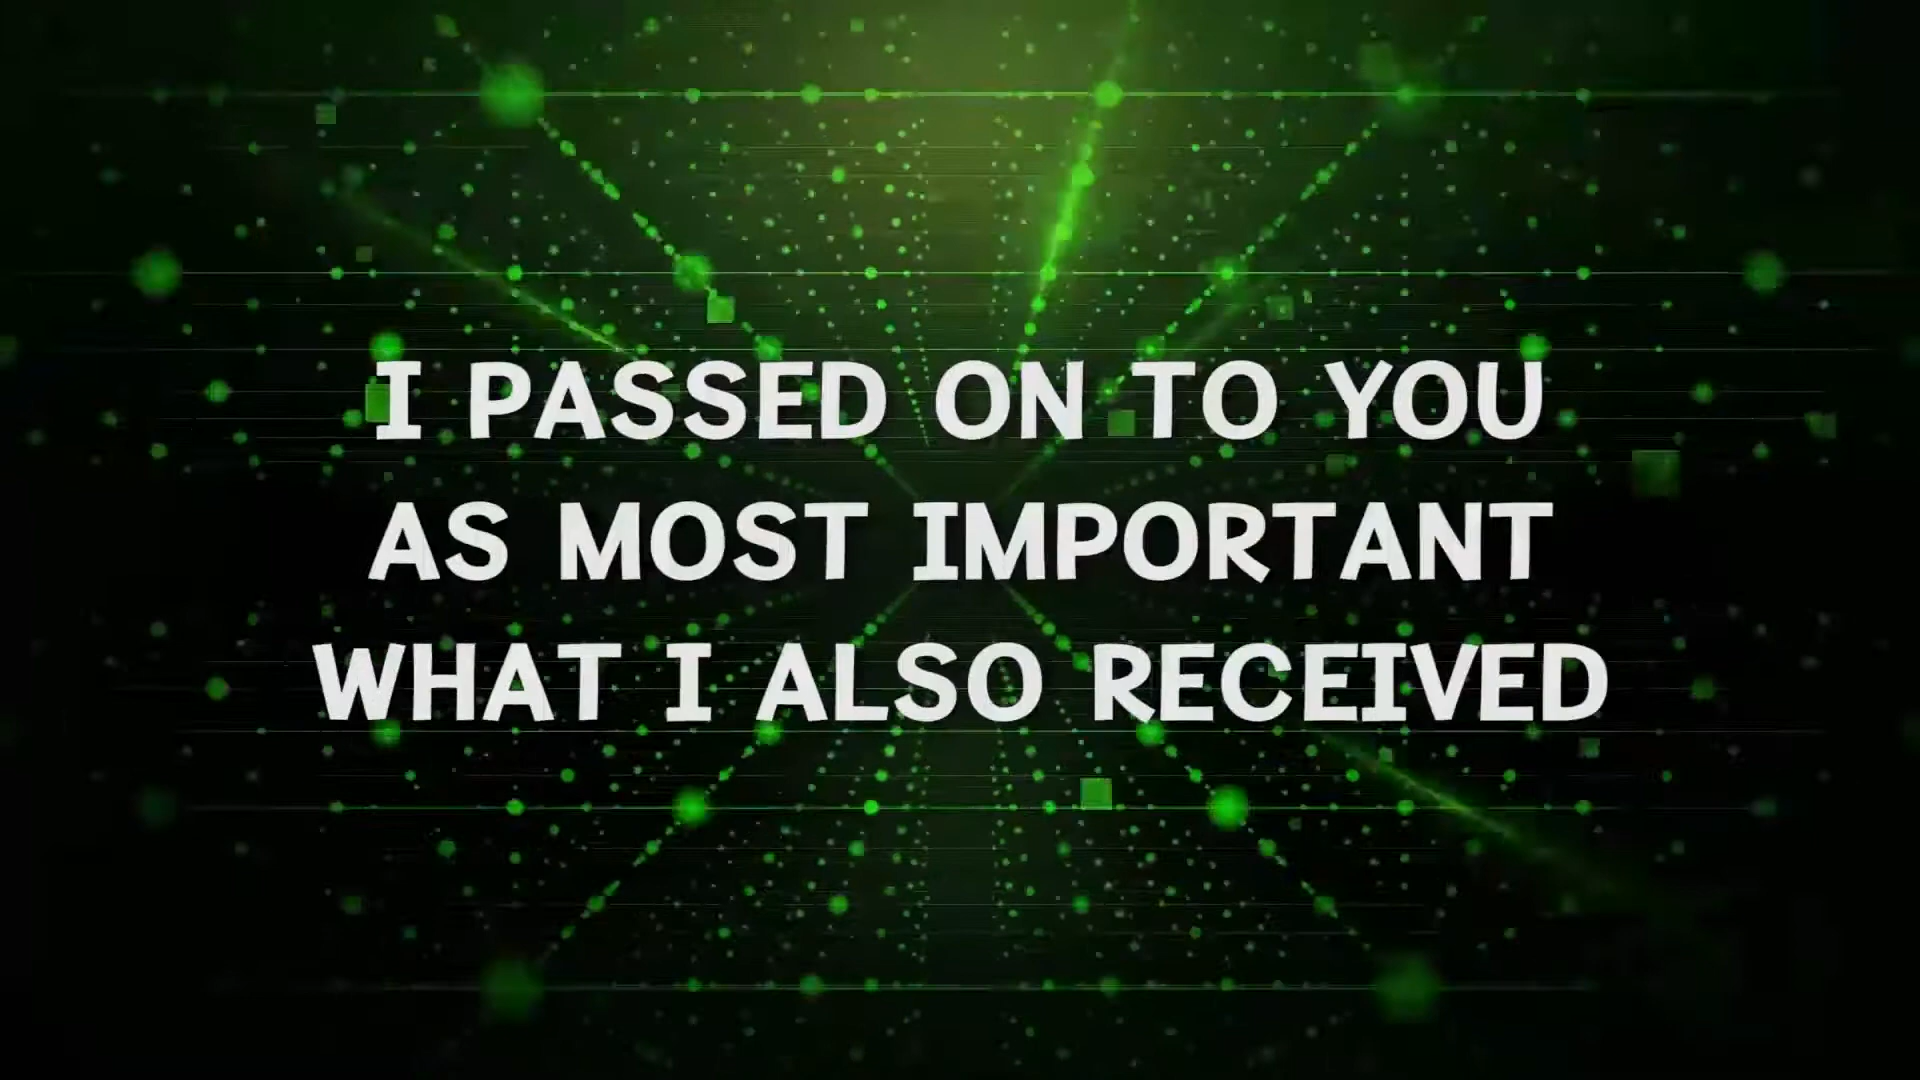 I PASSED ON TO YOU
AS MOST IMPORTANT
WHAT I ALSO RECEIVED